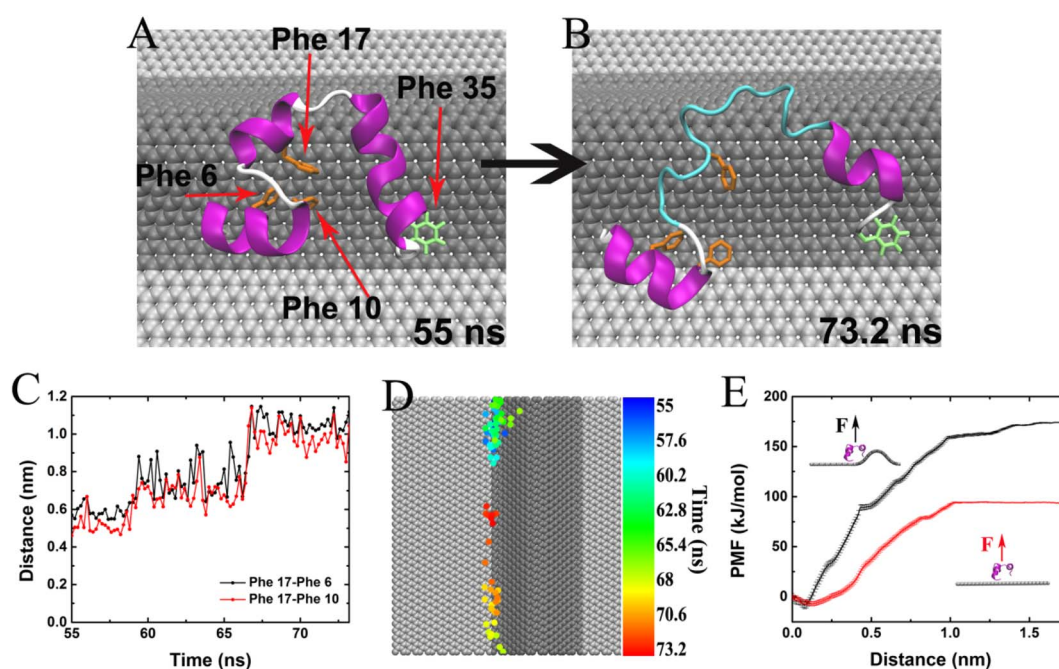 A
Phe 17
Phe 35
Phe 6
Phe 10
55 ns
B
73.2 ns
C
Distance (nm)
1.2
1.0
0.8
0.6
0.4
0.2
0.0
55 60 65 70
Time (ns)
Phe 17-Phe 6
Phe 17-Phe 10
D
55
57.6
60.2
62.8
65.4
68
70.6
73.2
Time (ns)
E
PMF (kJ/mol)
200
150
100
50
0
0.0 0.5 1.0 1.5
Distance (nm)
F
F